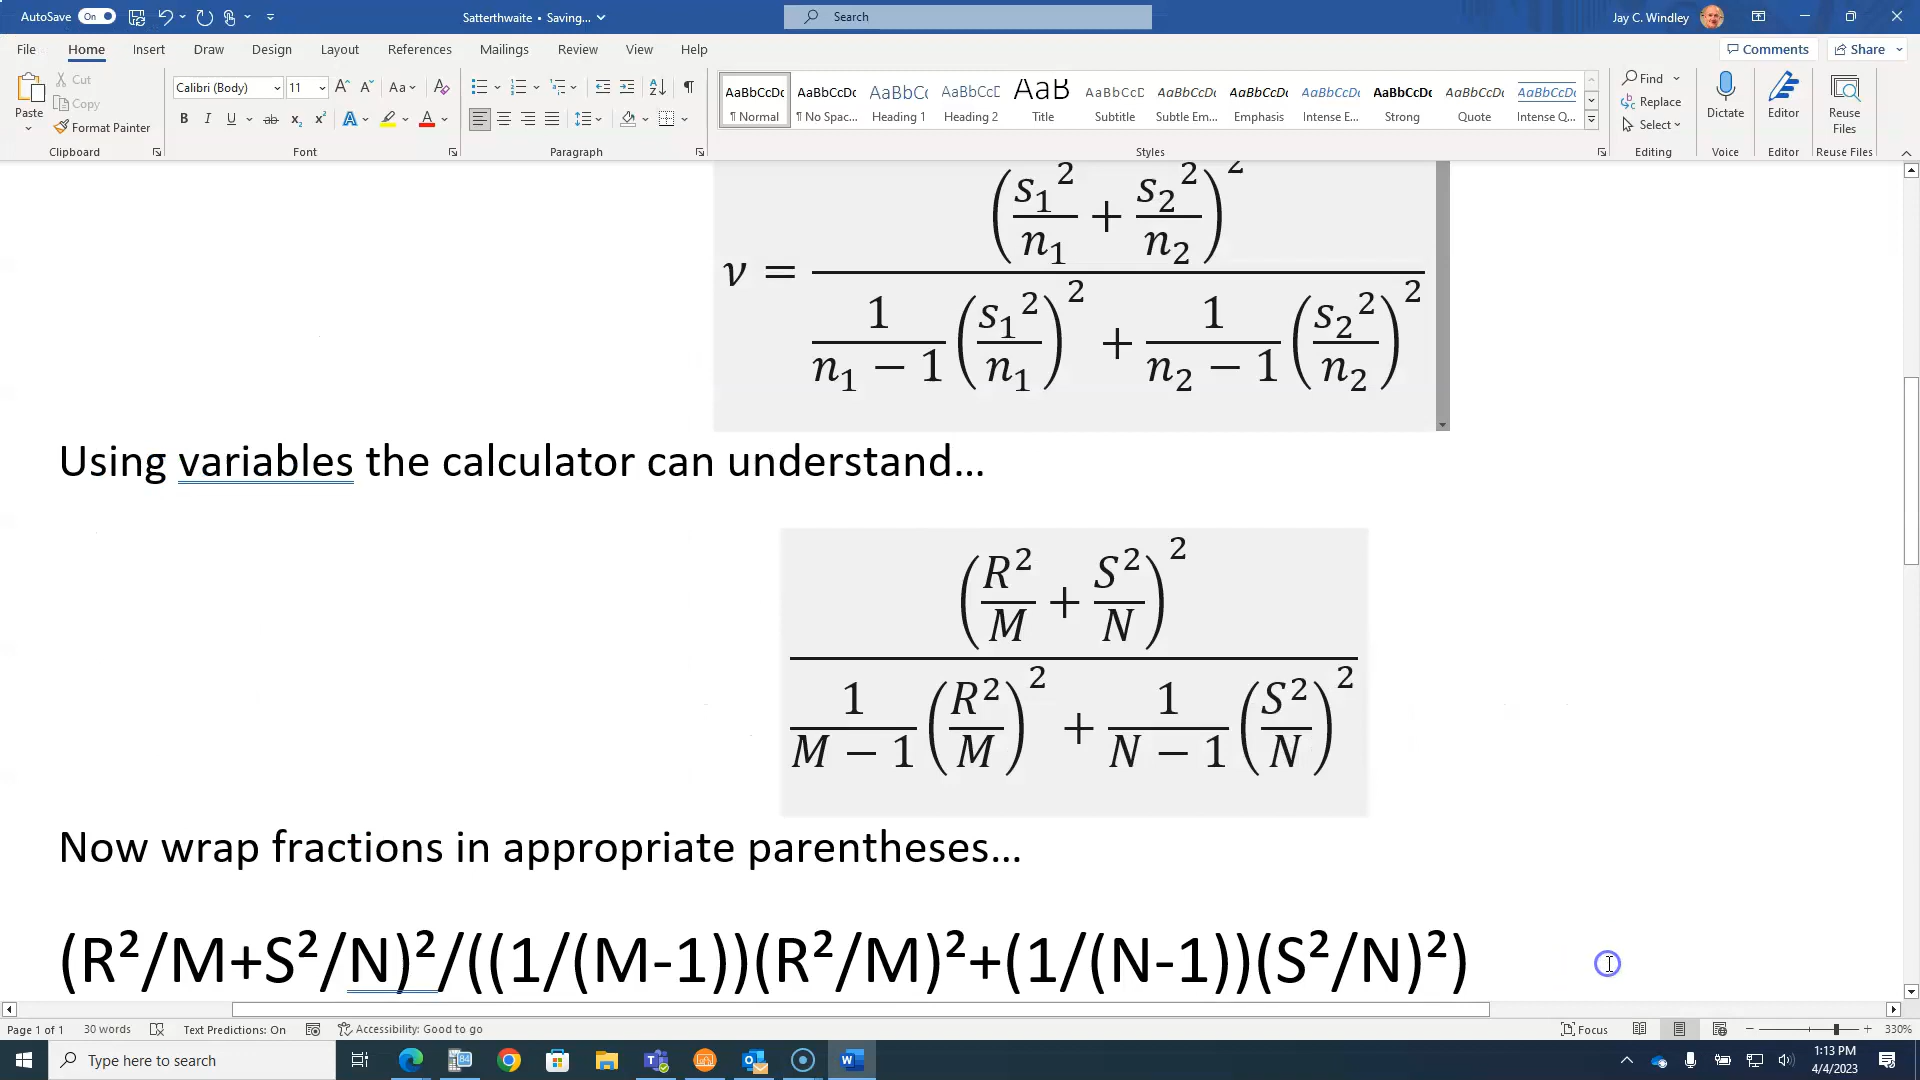 AutoSave On Satterthwaite • Saving... Search Jay C. Windley
File Home Insert Draw Design Layout References Mailings Review View Help Comments Share
Paste Cut Copy Format Painter Clipboard
Calibri (Body) 11 Aa Font
Paragraph
AaBbCcDc AaBbCcDc AaBbCc AaBbCcD AaB AaBbCcD AaBbCcDc AaBbCcDc AaBbCcDc AaBbCcDc AaBbCcDc AaBbCcDc
¶ Normal ¶ No Spac... Heading 1 Heading 2 Title Subtitle Subtle Em... Emphasis Intense E... Strong Quote Intense Q...
Styles
Find Replace Select Editing
Dictate Voice
Editor Editor
Reuse Files Reuse Files
ν = (s₁²/n₁ + s₂²/n₂)² / (1/(n₁ − 1) (s₁²/n₁)² + 1/(n₂ − 1) (s₂²/n₂)²)
Using variables the calculator can understand…
(R²/M + S²/N)² / (1/(M − 1) (R²/M)² + 1/(N − 1) (S²/N)²)
Now wrap fractions in appropriate parentheses…
(R²/M+S²/N)²/((1/(M-1))(R²/M)²+(1/(N-1))(S²/N)²)
Page 1 of 1 30 words Text Predictions: On Accessibility: Good to go Focus 330%
Type here to search 1:13 PM
4/4/2023